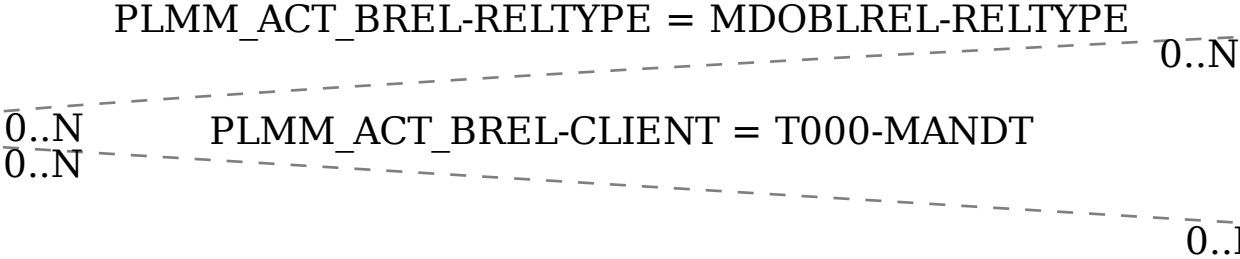 PLMM_ACT_BREL-RELTYPE = MDOBLREL-RELTYPE
0..N
0..N
PLMM_ACT_BREL-CLIENT = T000-MANDT
0..N